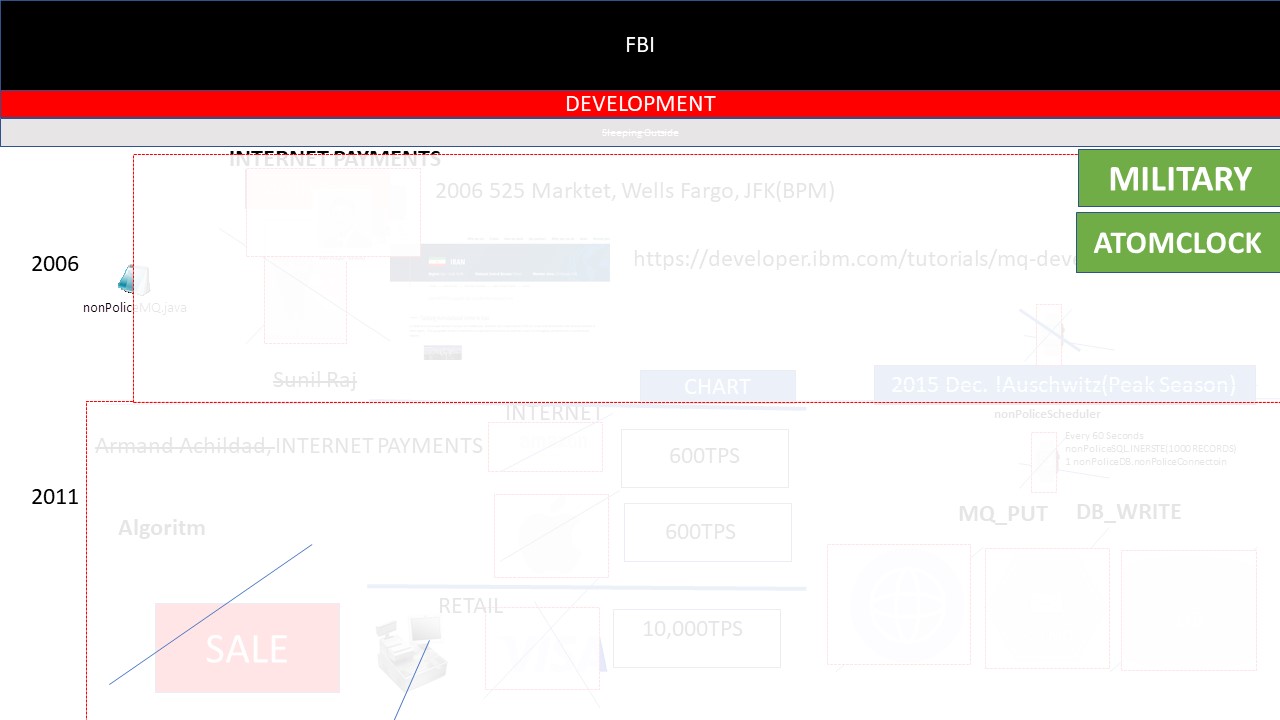 FBI
DEVELOPMENT
Sleeping Outside
INTERNET PAYMENTS
MILITARY
2006 525 Marktet, Wells Fargo, JFK(BPM)
ATOMCLOCK
2006
IRAN
https://developer.ibm.com/tutorials/mq-deve
nonPoliceMQ.java
Sunil Raj
CHART
2015 Dec. !Auschwitz(Peak Season)
INTERNET
nonPoliceScheduler
Armand Achildad, INTERNET PAYMENTS
600TPS
Every 60 Seconds
nonPoliceSQL.INERSTE(1000 RECORDS)
1 nonPoliceDB.nonPoliceConnectoin
2011
Algoritm
600TPS
MQ_PUT
DB_WRITE
RETAIL
SALE
10,000TPS